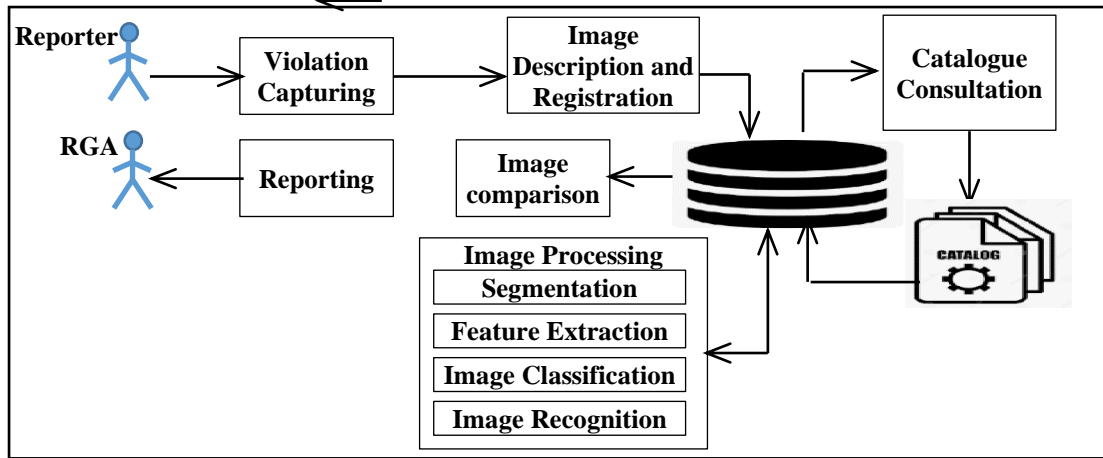 Reporter
Violation
Capturing
Image
Description and
Registration
Catalogue
Consultation
RGA
Reporting
Image
comparison
CATALOG
Image Processing
Segmentation
Feature Extraction
Image Classification
Image Recognition